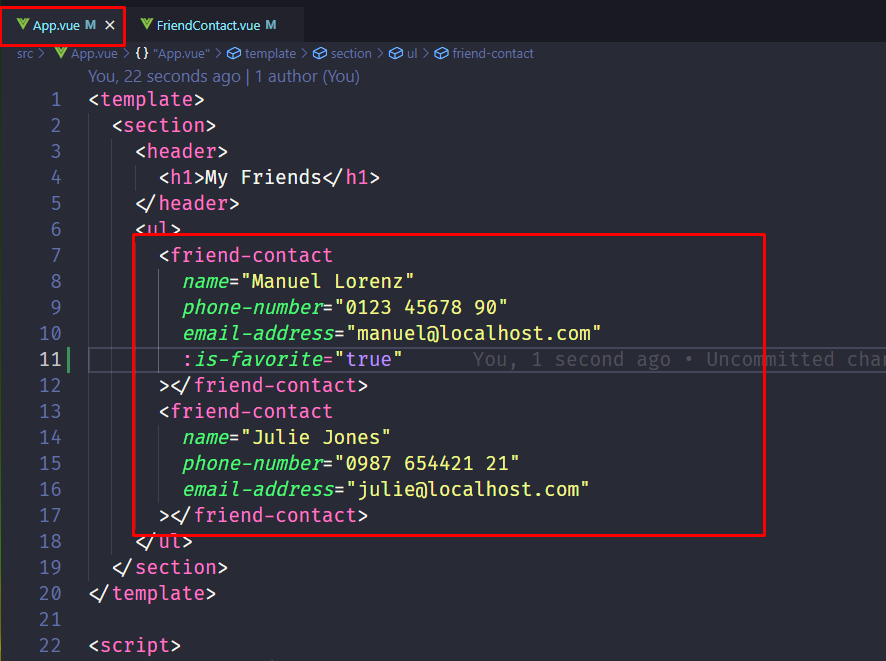 App.vue M × FriendContact.vue M
src > App.vue > {} "App.vue" > template > section > ul > friend-contact
You, 22 seconds ago | 1 author (You)
1 <template>
2 <section>
3 <header>
4 <h1>My Friends</h1>
5 </header>
6 <ul>
7 <friend-contact
8 name="Manuel Lorenz"
9 phone-number="0123 45678 90"
10 email-address="manuel@localhost.com"
11 :is-favorite="true" You, 1 second ago • Uncommitted char
12 ></friend-contact>
13 <friend-contact
14 name="Julie Jones"
15 phone-number="0987 654421 21"
16 email-address="julie@localhost.com"
17 ></friend-contact>
18 </ul>
19 </section>
20 </template>
21
22 <script>